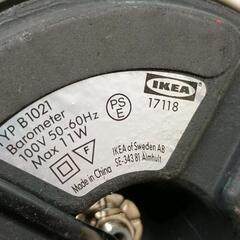 TYP B1021
Barometer
100V 50-60Hz
Max 11W
PS
E
IKEA
17118
F
IKEA of Sweden AB
SE-343 81 Älmhult
Made in China